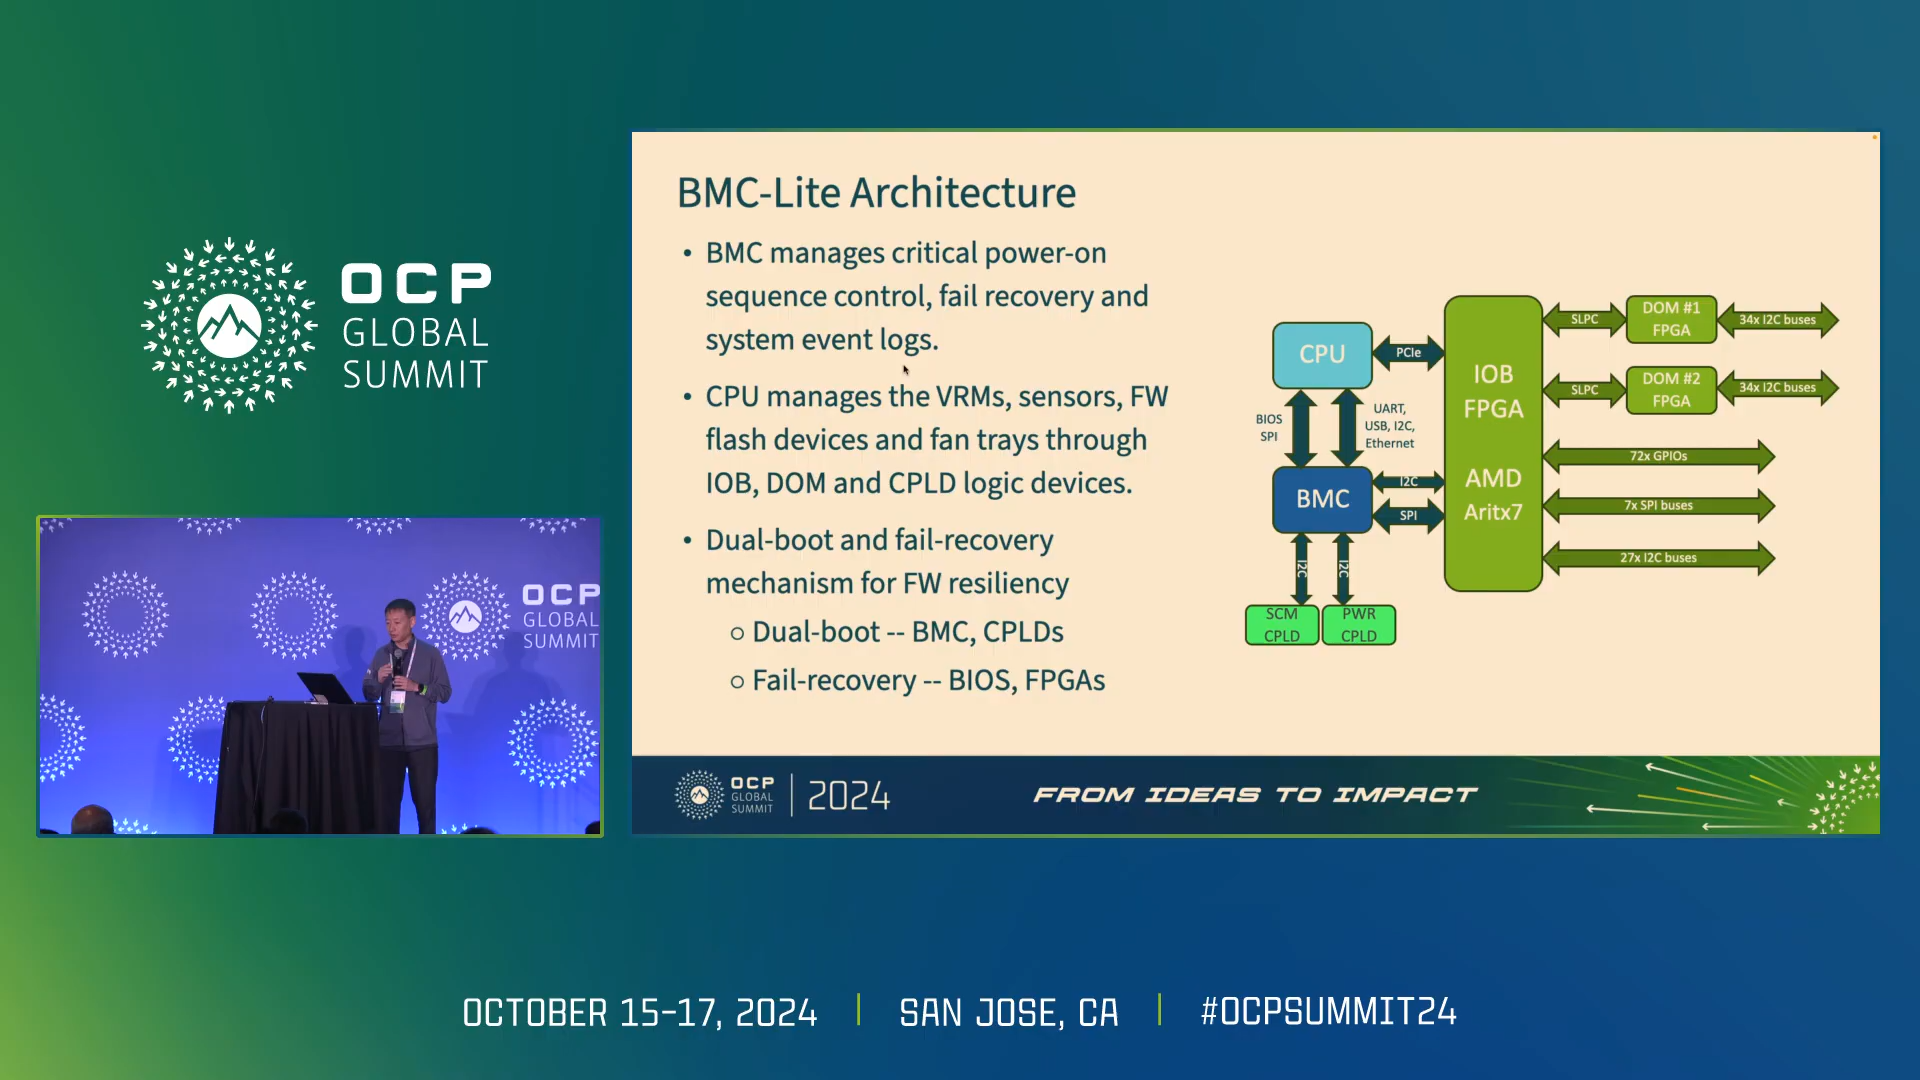 OCP
GLOBAL
SUMMIT
OCP
GLOBAL
SUMMIT
BMC-Lite Architecture
• BMC manages critical power-on
sequence control, fail recovery and
system event logs.
• CPU manages the VRMs, sensors, FW
flash devices and fan trays through
IOB, DOM and CPLD logic devices.
• Dual-boot and fail-recovery
mechanism for FW resiliency
○ Dual-boot -- BMC, CPLDs
○ Fail-recovery -- BIOS, FPGAs
CPU
PCIe
BIOS
SPI
UART,
USB, I2C,
Ethernet
BMC
I2C
SPI
I2C
I2C
SCM
CPLD
PWR
CPLD
IOB
FPGA
AMD
Aritx7
SLPC
DOM #1
FPGA
34x I2C buses
SLPC
DOM #2
FPGA
34x I2C buses
72x GPIOs
7x SPI buses
27x I2C buses
OCP
GLOBAL
SUMMIT
2024
FROM IDEAS TO IMPACT
OCTOBER 15-17, 2024
SAN JOSE, CA
#OCPSUMMIT24